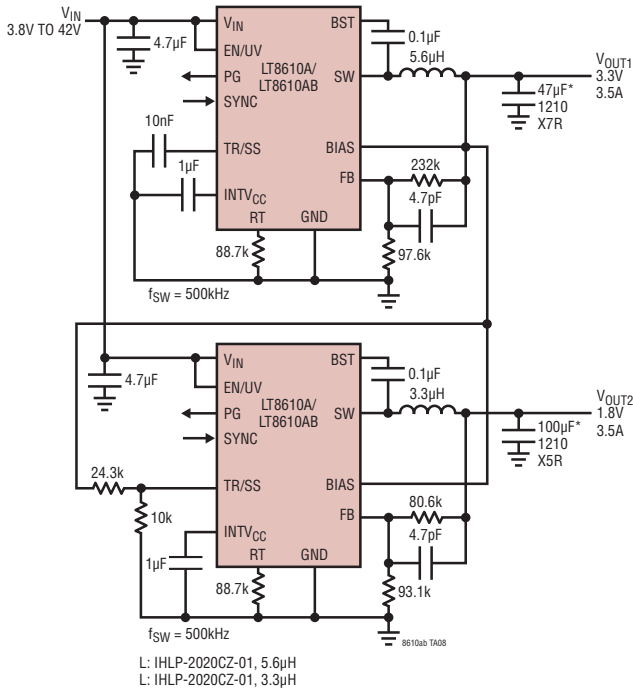 VIN
3.8V TO 42V
4.7µF
VIN
EN/UV
PG
SYNC
TR/SS
INTVCC
RT
GND
BST
SW
BIAS
FB
LT8610A/
LT8610AB
10nF
1µF
88.7k
fSW = 500kHz
0.1µF
5.6µH
VOUT1
3.3V
3.5A
47µF*
1210
X7R
232k
4.7pF
97.6k
4.7µF
VIN
EN/UV
PG
SYNC
TR/SS
INTVCC
RT
GND
BST
SW
BIAS
FB
LT8610A/
LT8610AB
24.3k
10k
1µF
88.7k
fSW = 500kHz
0.1µF
3.3µH
VOUT2
1.8V
3.5A
100µF*
1210
X5R
80.6k
4.7pF
93.1k
8610ab TA08
L: IHLP-2020CZ-01, 5.6µH
L: IHLP-2020CZ-01, 3.3µH